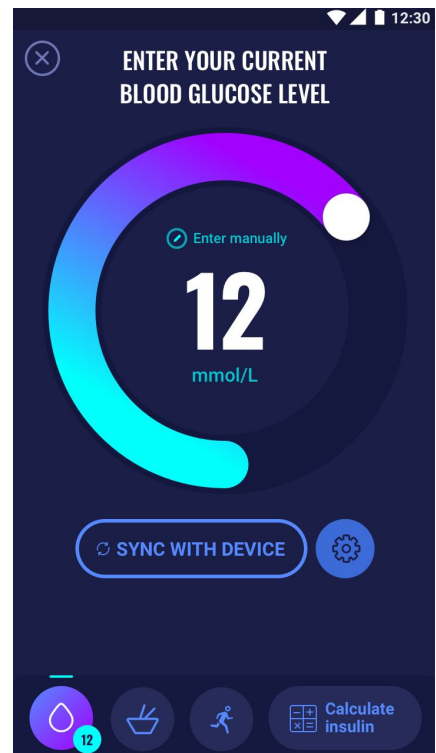 12:30
ENTER YOUR CURRENT
BLOOD GLUCOSE LEVEL
Enter manually
12
mmol/L
SYNC WITH DEVICE
12
Calculate
insulin